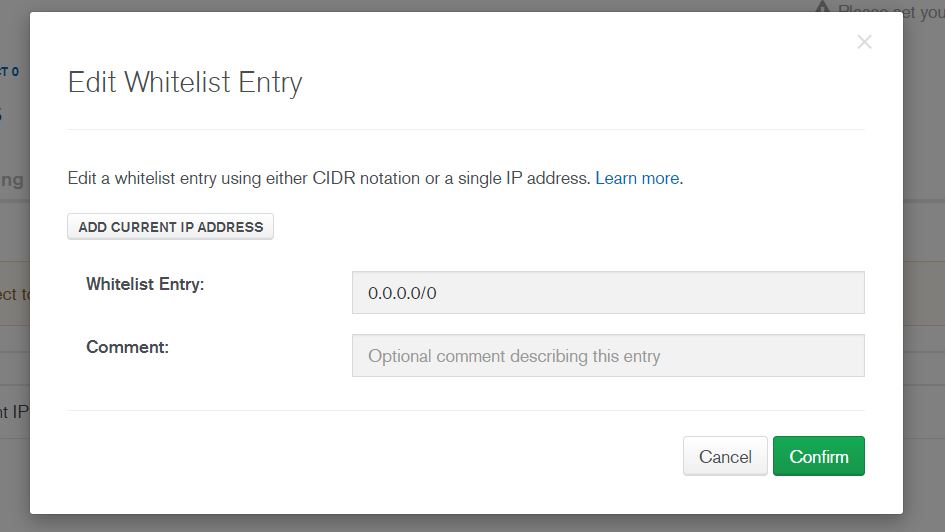 Please set you
CT 0
Edit Whitelist Entry
ng
Edit a whitelist entry using either CIDR notation or a single IP address. Learn more.
ADD CURRENT IP ADDRESS
Whitelist Entry:
0.0.0.0/0
ect to
Comment:
Optional comment describing this entry
nt IP
Cancel
Confirm